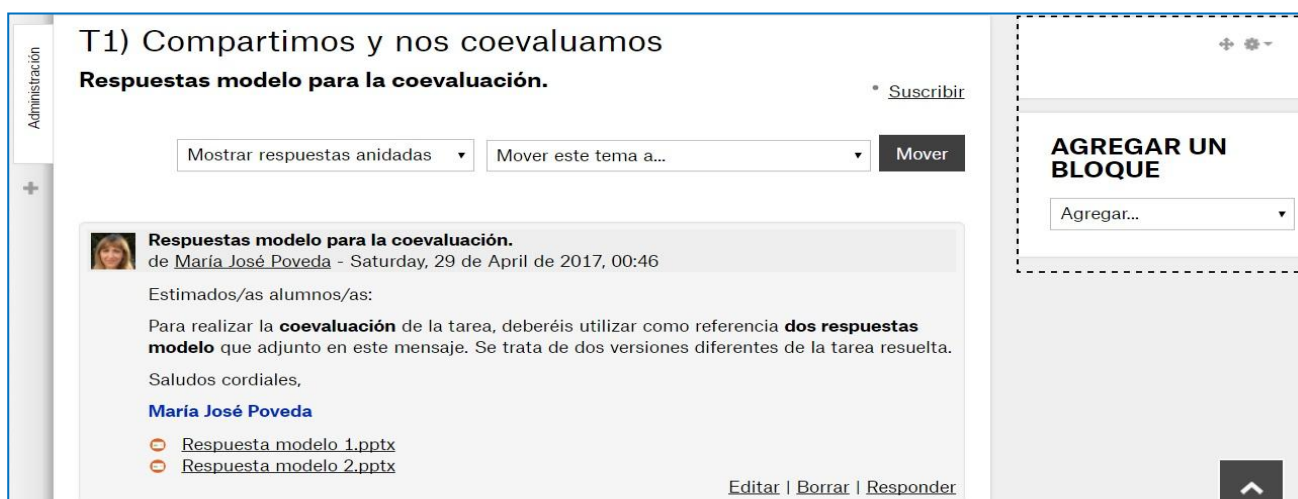 Administración
T1) Compartimos y nos coevaluamos
Respuestas modelo para la coevaluación.
Suscribir
Mostrar respuestas anidadas
Mover este tema a...
Mover
Respuestas modelo para la coevaluación.
de María José Poveda - Saturday, 29 de April de 2017, 00:46
Estimados/as alumnos/as:
Para realizar la coevaluación de la tarea, deberéis utilizar como referencia dos respuestas
modelo que adjunto en este mensaje. Se trata de dos versiones diferentes de la tarea resuelta.
Saludos cordiales,
María José Poveda
Respuesta modelo 1.pptx
Respuesta modelo 2.pptx
Editar | Borrar | Responder
AGREGAR UN
BLOQUE
Agregar...